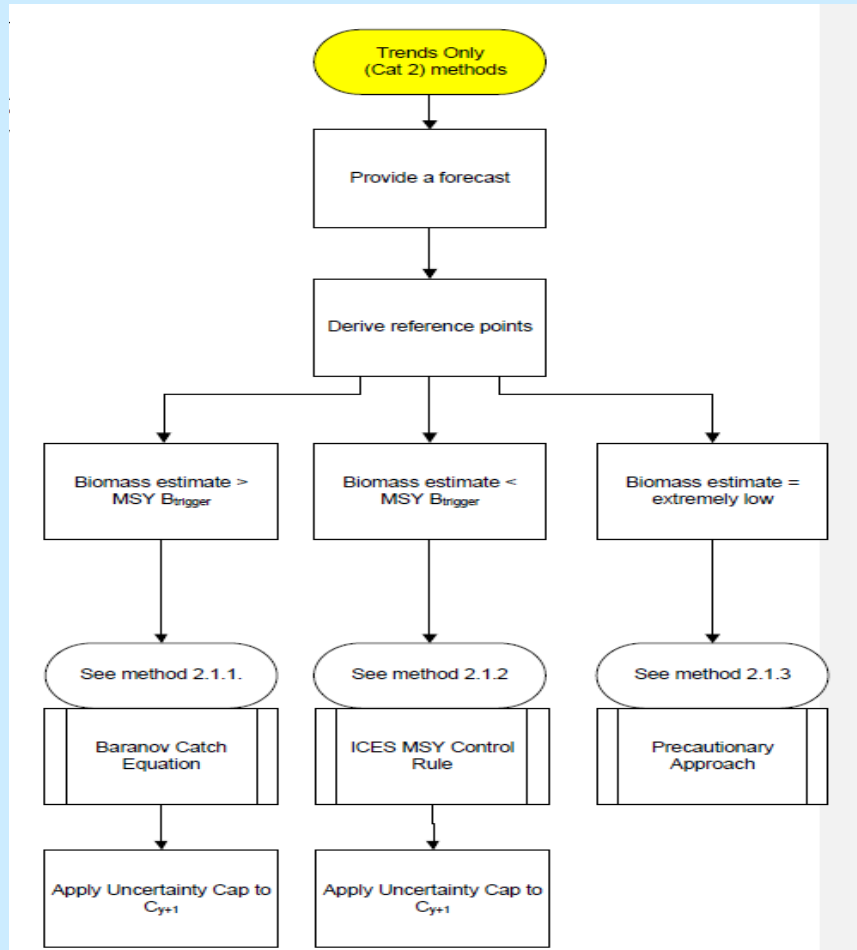 Trends Only
(Cat 2) methods
Provide a forecast
Derive reference points
Biomass estimate >
MSY Btrigger
Biomass estimate <
MSY Btrigger
Biomass estimate =
extremely low
See method 2.1.1.
See method 2.1.2
See method 2.1.3
Baranov Catch
Equation
ICES MSY Control
Rule
Precautionary
Approach
Apply Uncertainty Cap to
Cy+1
Apply Uncertainty Cap to
Cy+1